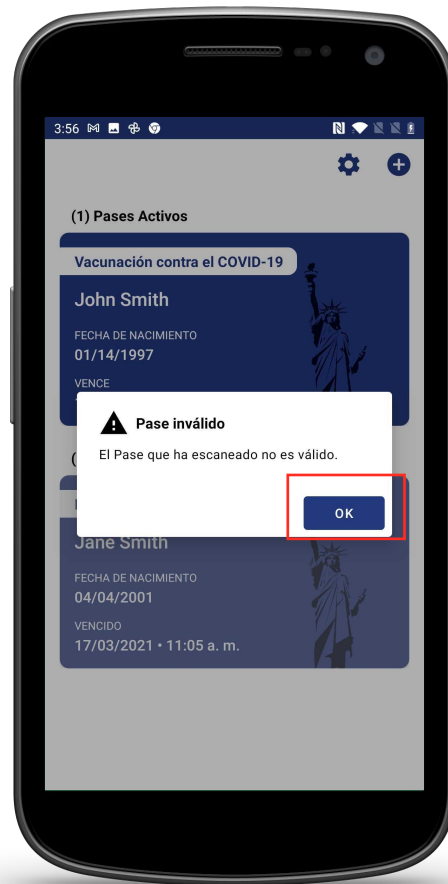 3:56
(1) Pases Activos
Vacunación contra el COVID-19
John Smith
FECHA DE NACIMIENTO
01/14/1997
VENCE
Pase inválido
El Pase que ha escaneado no es válido.
OK
(
Jane Smith
FECHA DE NACIMIENTO
04/04/2001
VENCIDO
17/03/2021 • 11:05 a. m.